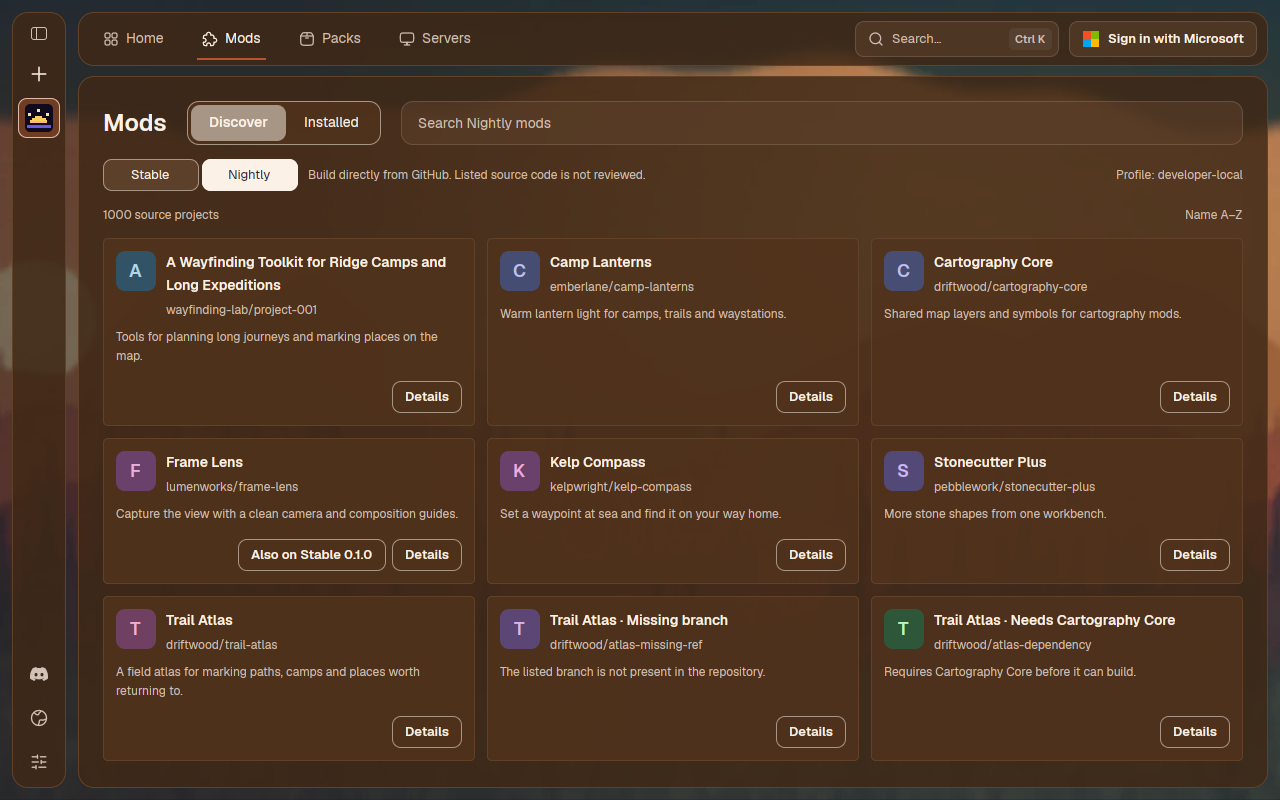 Home
Mods
Packs
Servers
Search...
Ctrl K
Sign in with Microsoft
Mods
Discover
Installed
Search Nightly mods
Stable
Nightly
Build directly from GitHub. Listed source code is not reviewed.
Profile: developer-local
1000 source projects
Name A–Z
A
A Wayfinding Toolkit for Ridge Camps and
Long Expeditions
wayfinding-lab/project-001
Tools for planning long journeys and marking places on the
map.
Details
C
Camp Lanterns
emberlane/camp-lanterns
Warm lantern light for camps, trails and waystations.
Details
C
Cartography Core
driftwood/cartography-core
Shared map layers and symbols for cartography mods.
Details
F
Frame Lens
lumenworks/frame-lens
Capture the view with a clean camera and composition guides.
Also on Stable 0.1.0
Details
K
Kelp Compass
kelpwright/kelp-compass
Set a waypoint at sea and find it on your way home.
Details
S
Stonecutter Plus
pebblework/stonecutter-plus
More stone shapes from one workbench.
Details
T
Trail Atlas
driftwood/trail-atlas
A field atlas for marking paths, camps and places worth
returning to.
Details
T
Trail Atlas · Missing branch
driftwood/atlas-missing-ref
The listed branch is not present in the repository.
Details
T
Trail Atlas · Needs Cartography Core
driftwood/atlas-dependency
Requires Cartography Core before it can build.
Details